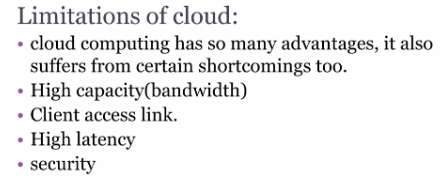 Limitations of cloud:
• cloud computing has so many advantages, it also
suffers from certain shortcomings too.
• High capacity(bandwidth)
• Client access link.
• High latency
• security